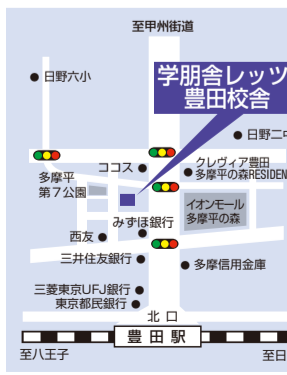 至甲州街道
日野六小
学朋舎レッツ
豊田校舎
日野二中
ココス
クレヴィア豊田
多摩平の森RESIDEN
多摩平
第7公園
イオンモール
多摩平の森
みずほ銀行
西友
三井住友銀行
多摩信用金庫
三菱東京UFJ銀行
東京都民銀行
北口
豊田駅
至八王子
至日